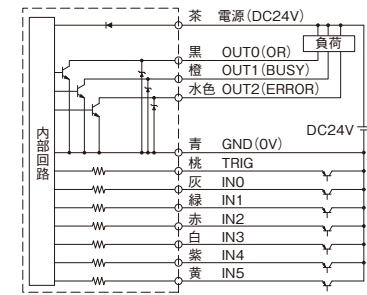 茶 電源(DC24V)
負荷
黒 OUT0(OR)
橙 OUT1(BUSY)
水色 OUT2(ERROR)
DC24V
内部回路
青 GND(0V)
桃 TRIG
灰 IN0
緑 IN1
赤 IN2
白 IN3
紫 IN4
黄 IN5